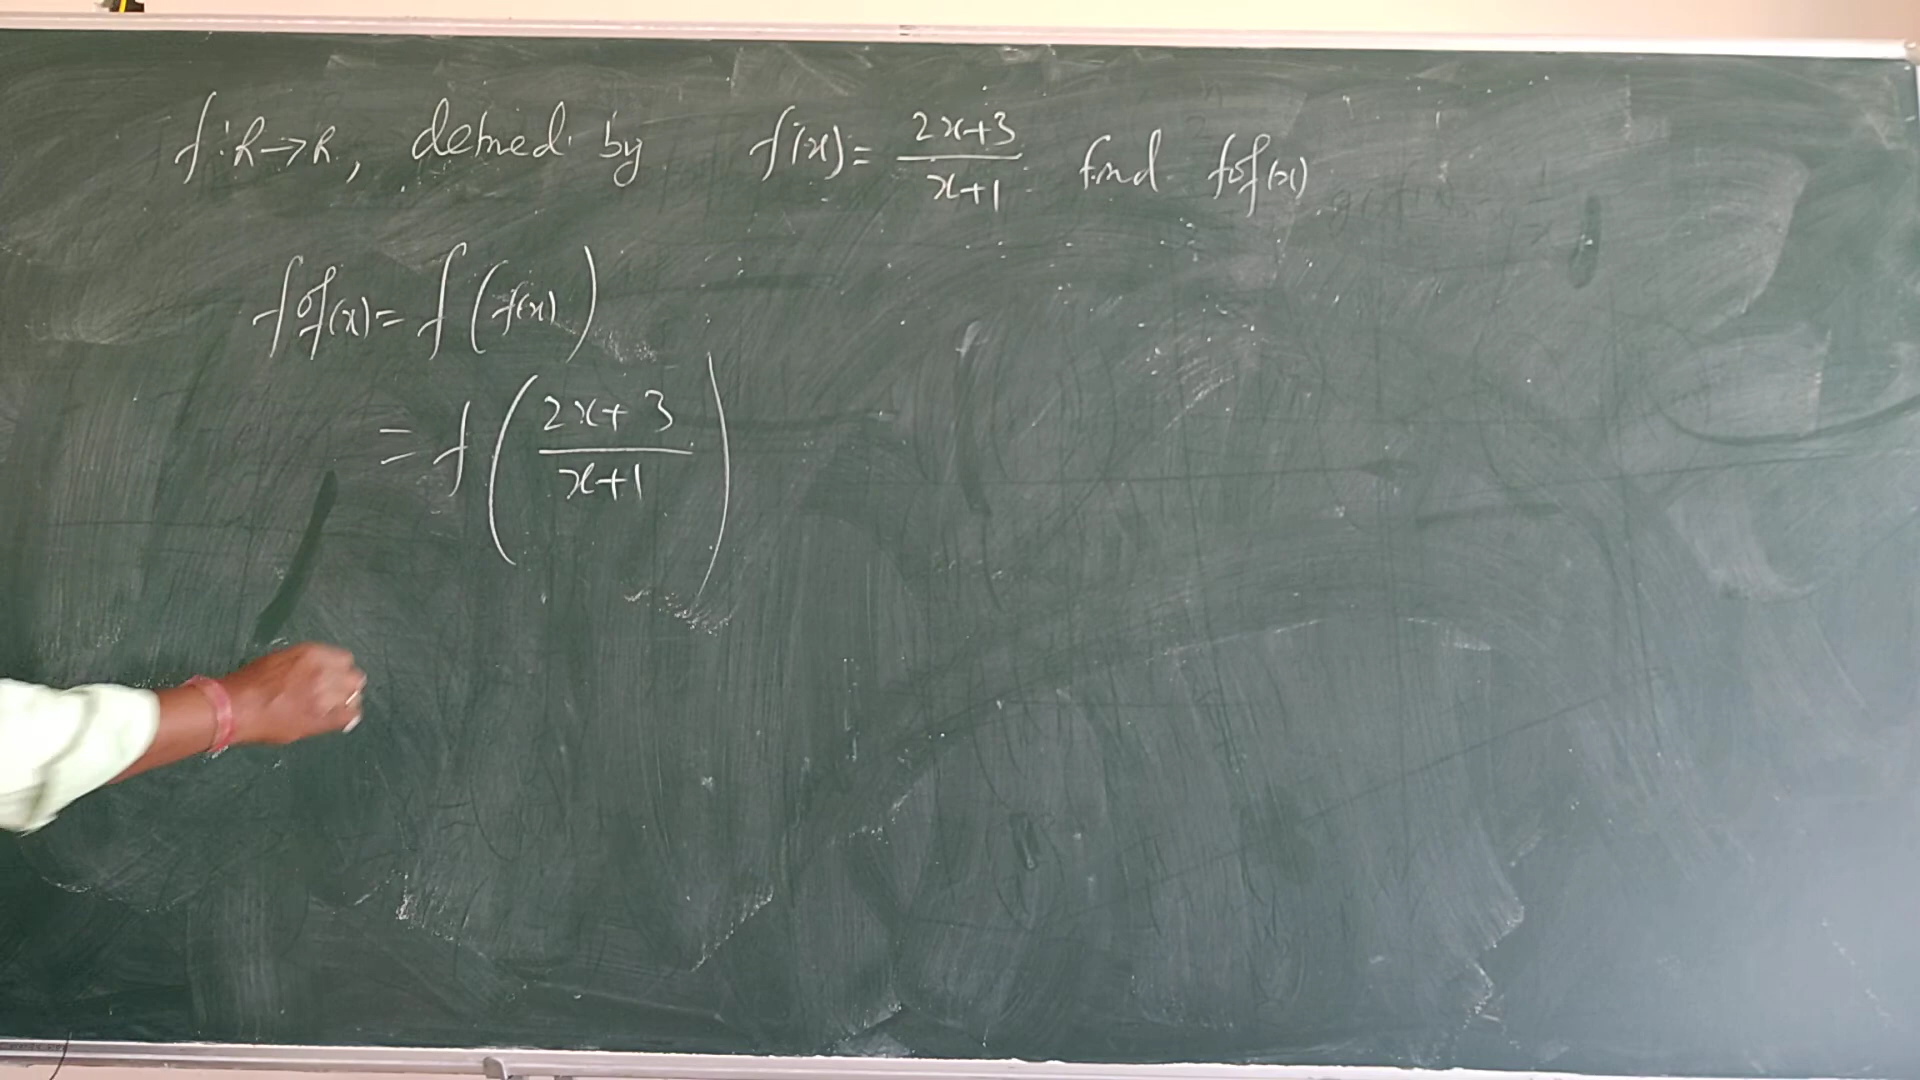 f:R→R, defined by f(x)= 2x+3/x+1 find fof(x)
fof(x)= f(f(x))
= f(2x+3/x+1)